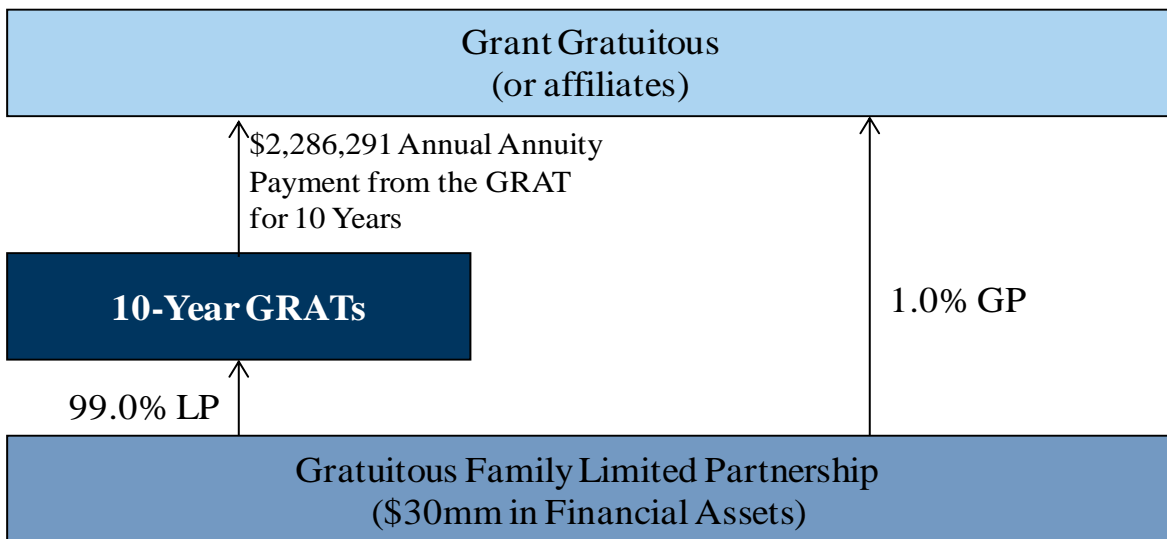 Grant Gratuitous
(or affiliates)
$2,286,291 Annual Annuity
Payment from the GRAT
for 10 Years
10-Year GRATs
1.0% GP
99.0% LP
Gratuitous Family Limited Partnership
($30mm in Financial Assets)